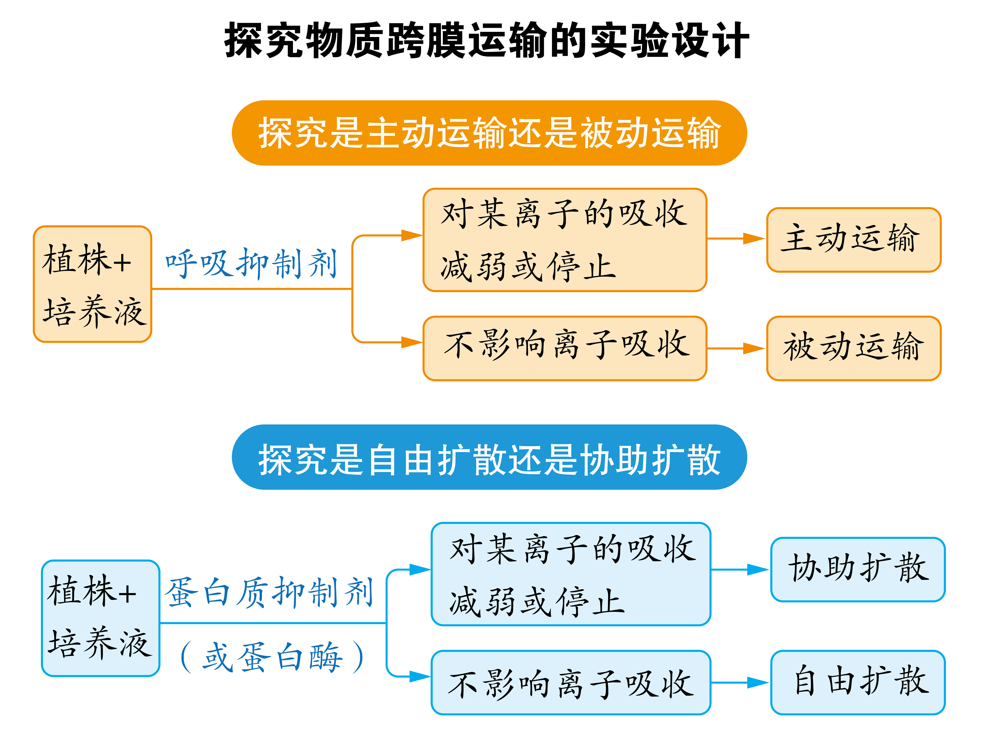 探究物质跨膜运输的实验设计
探究是主动运输还是被动运输
植株+
培养液
呼吸抑制剂
对某离子的吸收
减弱或停止
主动运输
不影响离子吸收
被动运输
探究是自由扩散还是协助扩散
植株+
培养液
蛋白质抑制剂
（或蛋白酶）
对某离子的吸收
减弱或停止
协助扩散
不影响离子吸收
自由扩散